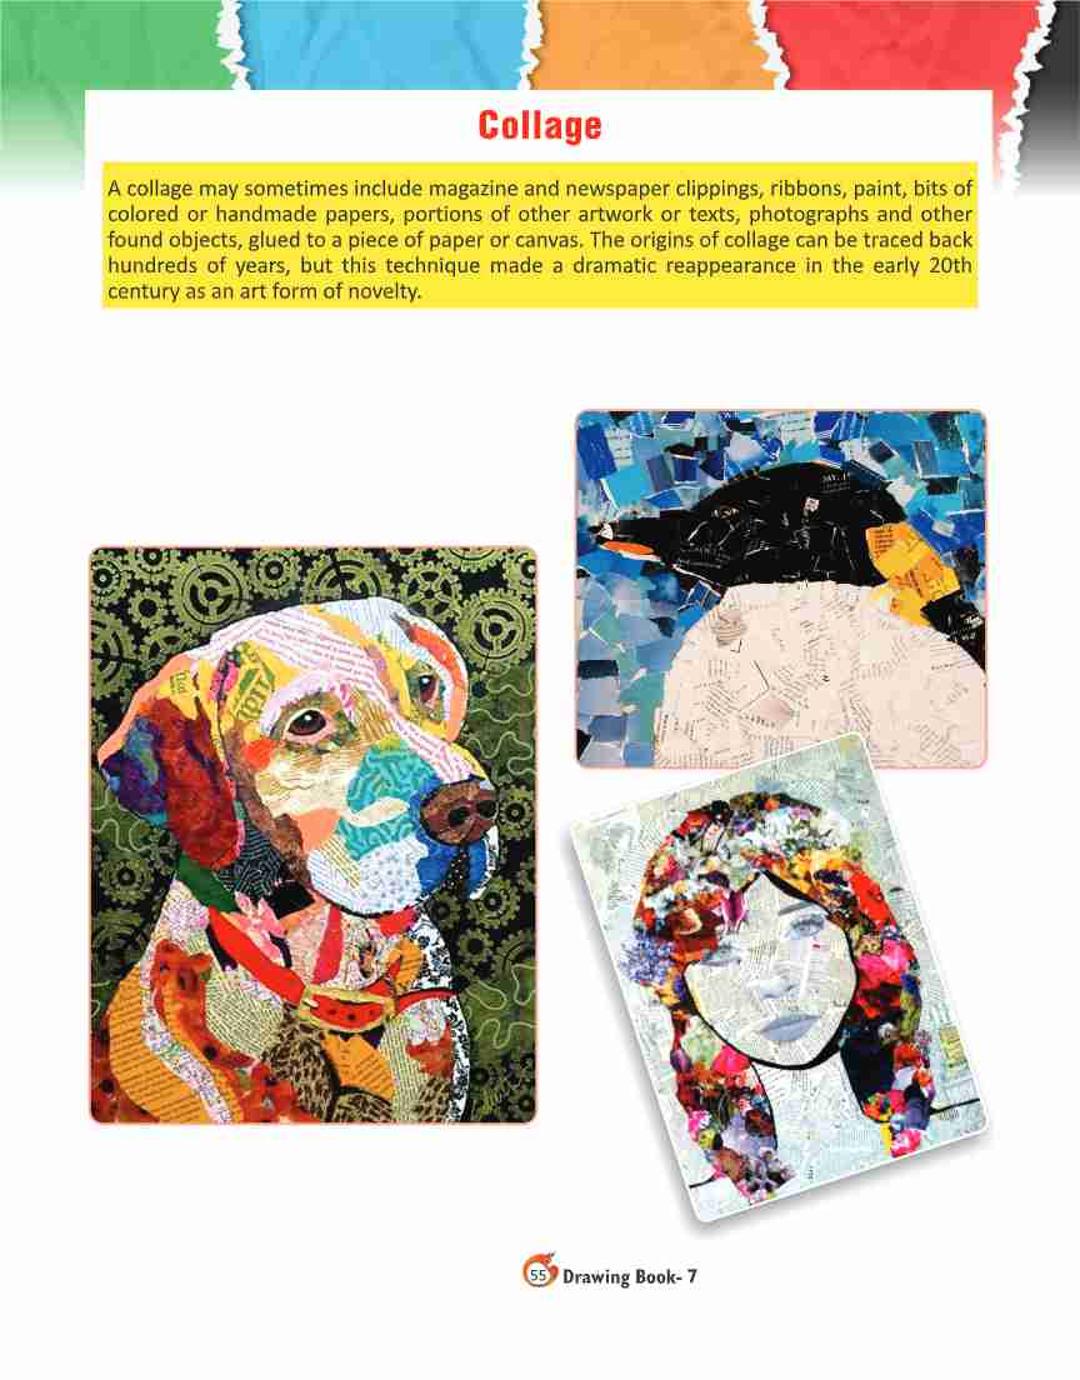 Collage
A collage may sometimes include magazine and newspaper clippings, ribbons, paint, bits of
colored or handmade papers, portions of other artwork or texts, photographs and other
found objects, glued to a piece of paper or canvas. The origins of collage can be traced back
hundreds of years, but this technique made a dramatic reappearance in the early 20th
century as an art form of novelty.
55 Drawing Book- 7